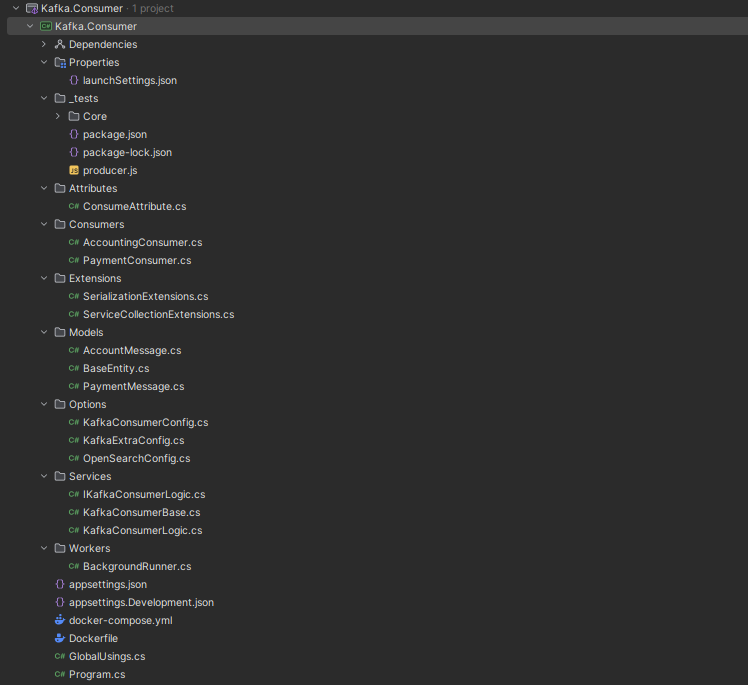 Kafka.Consumer · 1 project
C# Kafka.Consumer
Dependencies
Properties
{} launchSettings.json
_tests
Core
{} package.json
{} package-lock.json
JS producer.js
Attributes
C# ConsumeAttribute.cs
Consumers
C# AccountingConsumer.cs
C# PaymentConsumer.cs
Extensions
C# SerializationExtensions.cs
C# ServiceCollectionExtensions.cs
Models
C# AccountMessage.cs
C# BaseEntity.cs
C# PaymentMessage.cs
Options
C# KafkaConsumerConfig.cs
C# KafkaExtraConfig.cs
C# OpenSearchConfig.cs
Services
C# IKafkaConsumerLogic.cs
C# KafkaConsumerBase.cs
C# KafkaConsumerLogic.cs
Workers
C# BackgroundRunner.cs
{} appsettings.json
{} appsettings.Development.json
docker-compose.yml
Dockerfile
C# GlobalUsings.cs
C# Program.cs